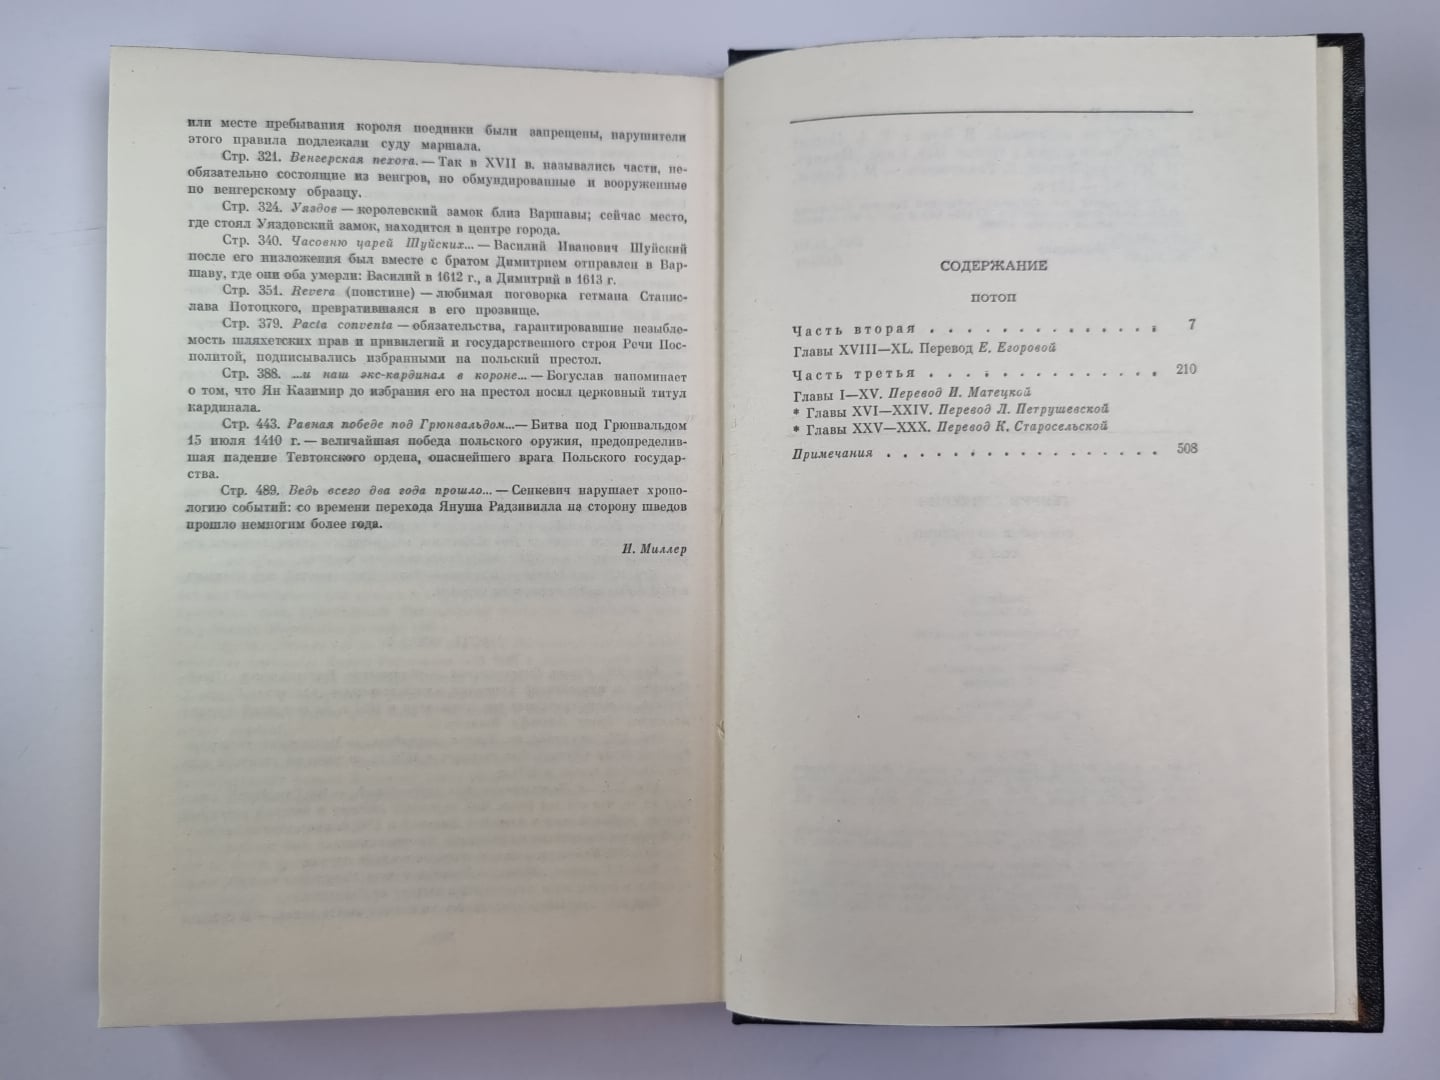 или месте пребывания короля поединки были запрещены, нарушители
этого правила подлежали суду маршала.
Стр. 321. Венгерская пехота. — Так в XVII в. назывались части, не-
обязательно состоящие из венгров, но обмундированные и вооруженные
по венгерскому образцу.
Стр. 324. Уяздов — королевский замок близ Варшавы; сейчас место,
где стоял Уяздовский замок, находится в центре города.
Стр. 340. Часовню царей Шуйских... — Василий Иванович Шуйский
после его низложения был вместе с братом Димитрием отправлен в Вар-
шаву, где они оба умерли: Василий в 1612 г., а Димитрий в 1613 г.
Стр. 351. Revera (поистине) — любимая поговорка гетмана Станис-
лава Потоцкого, превратившаяся в его прозвище.
Стр. 379. Pacta conventa — обязательства, гарантировавшие незыбле-
мость шляхетских прав и привилегий и государственного строя Речи Пос-
политой, подписывались избранными на польский престол.
Стр. 388. ...и наш экс-кардинал в короне... — Богуслав напоминает
о том, что Ян Казимир до избрания его на престол носил церковный титул
кардинала.
Стр. 443. Равная победе под Грюнвальдом...— Битва под Грюнвальдом
15 июля 1410 г. — величайшая победа польского оружия, предопределив-
шая падение Тевтонского ордена, опаснейшего врага Польского государ-
ства.
Стр. 489. Ведь всего два года прошло... — Сенкевич нарушает хроно-
логию событий: со времени перехода Януша Радзивилла на сторону шведов
прошло немногим более года.
И. Миллер
СОДЕРЖАНИЕ
ПОТОП
Часть вторая . . . . . . . . . . . . . 7
Главы XVIII—XL. Перевод Е. Егоровой
Часть третья . . . . . . . . . . . . . 210
Главы I—XV. Перевод И. Матецкой
* Главы XVI—XXIV. Перевод Л. Петрушевской
* Главы XXV—XXX. Перевод К. Старосельской
Примечания . . . . . . . . . . . . . . . . 508